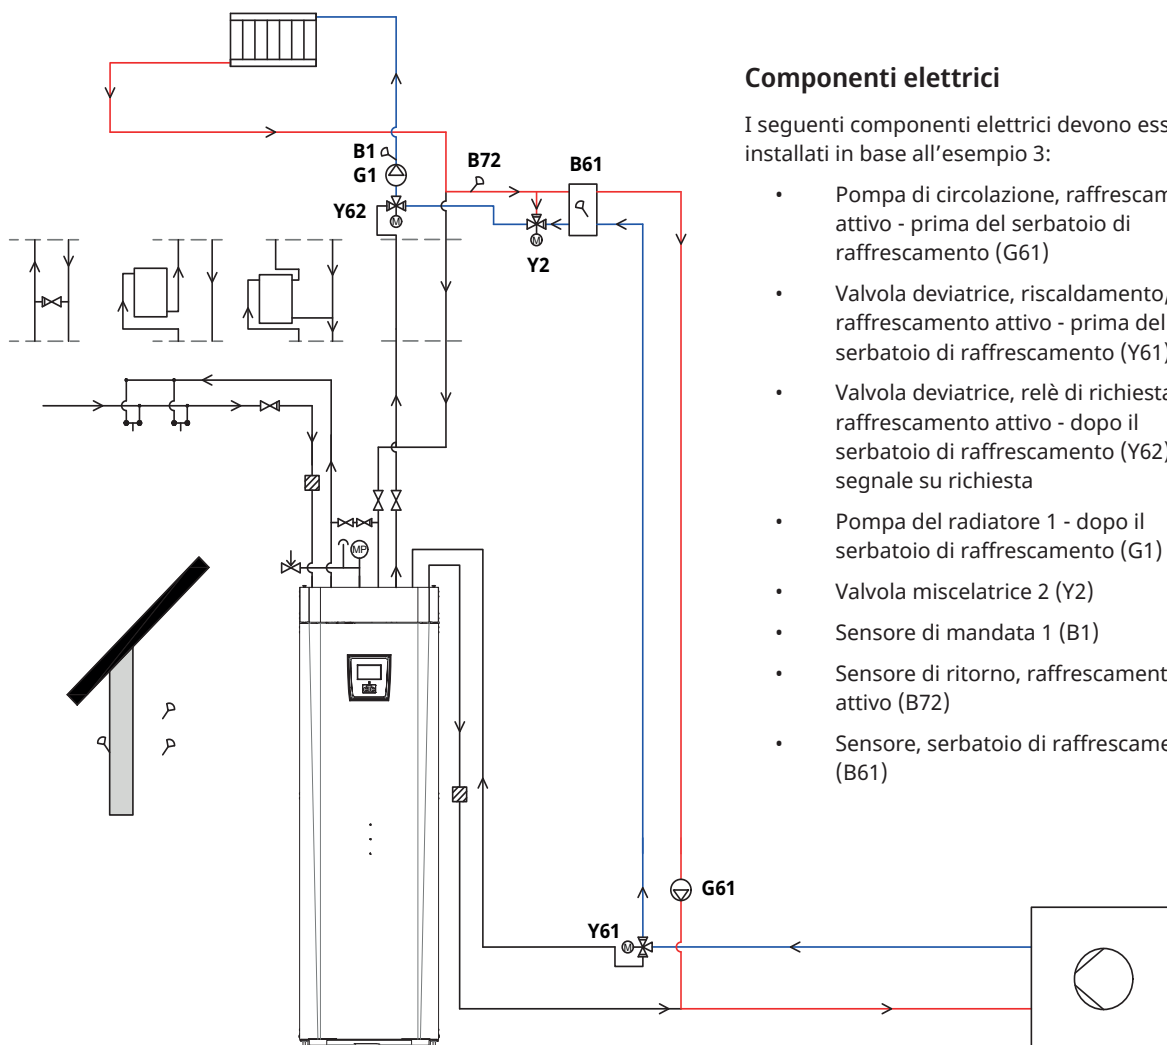 Componenti elettrici
I seguenti componenti elettrici devono
installati in base all'esempio 3:
• Pompa di circolazione,
attivo - prima del serbatoio di
raffrescamento (G61)
• Valvola deviatrice, riscaldamento,
raffrescamento attivo - prima del
serbatoio di raffrescamento (Y61)
• Valvola deviatrice, relè di richiesta
raffrescamento attivo - dopo il
serbatoio di raffrescamento (Y62)
segnale su richiesta
• Pompa del radiatore 1 - dopo il
serbatoio di raffrescamento (G1)
• Valvola miscelatrice 2 (Y2)
• Sensore di mandata 1 (B1)
• Sensore di ritorno,
attivo (B72)
• Sensore, serbatoio di
(B61)
B1
G1
B72
B61
Y62
M
M
Y2
MP
G61
Y61
M